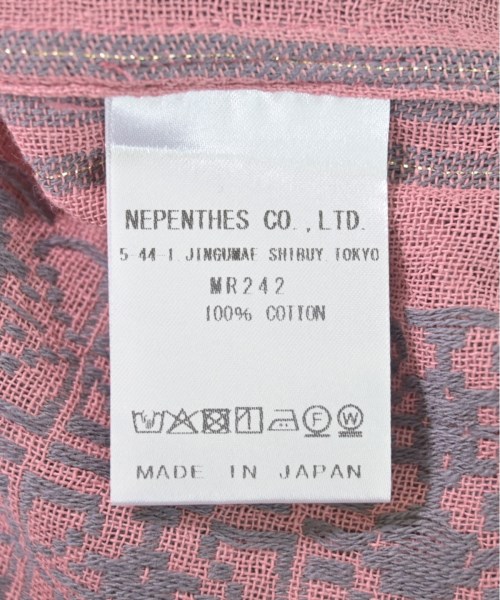 NEPENTHES CO., LTD.
5-44-1 JINGUMAE SHIBUY TOKYO
MR242
100% COTTON
F W
MADE IN JAPAN